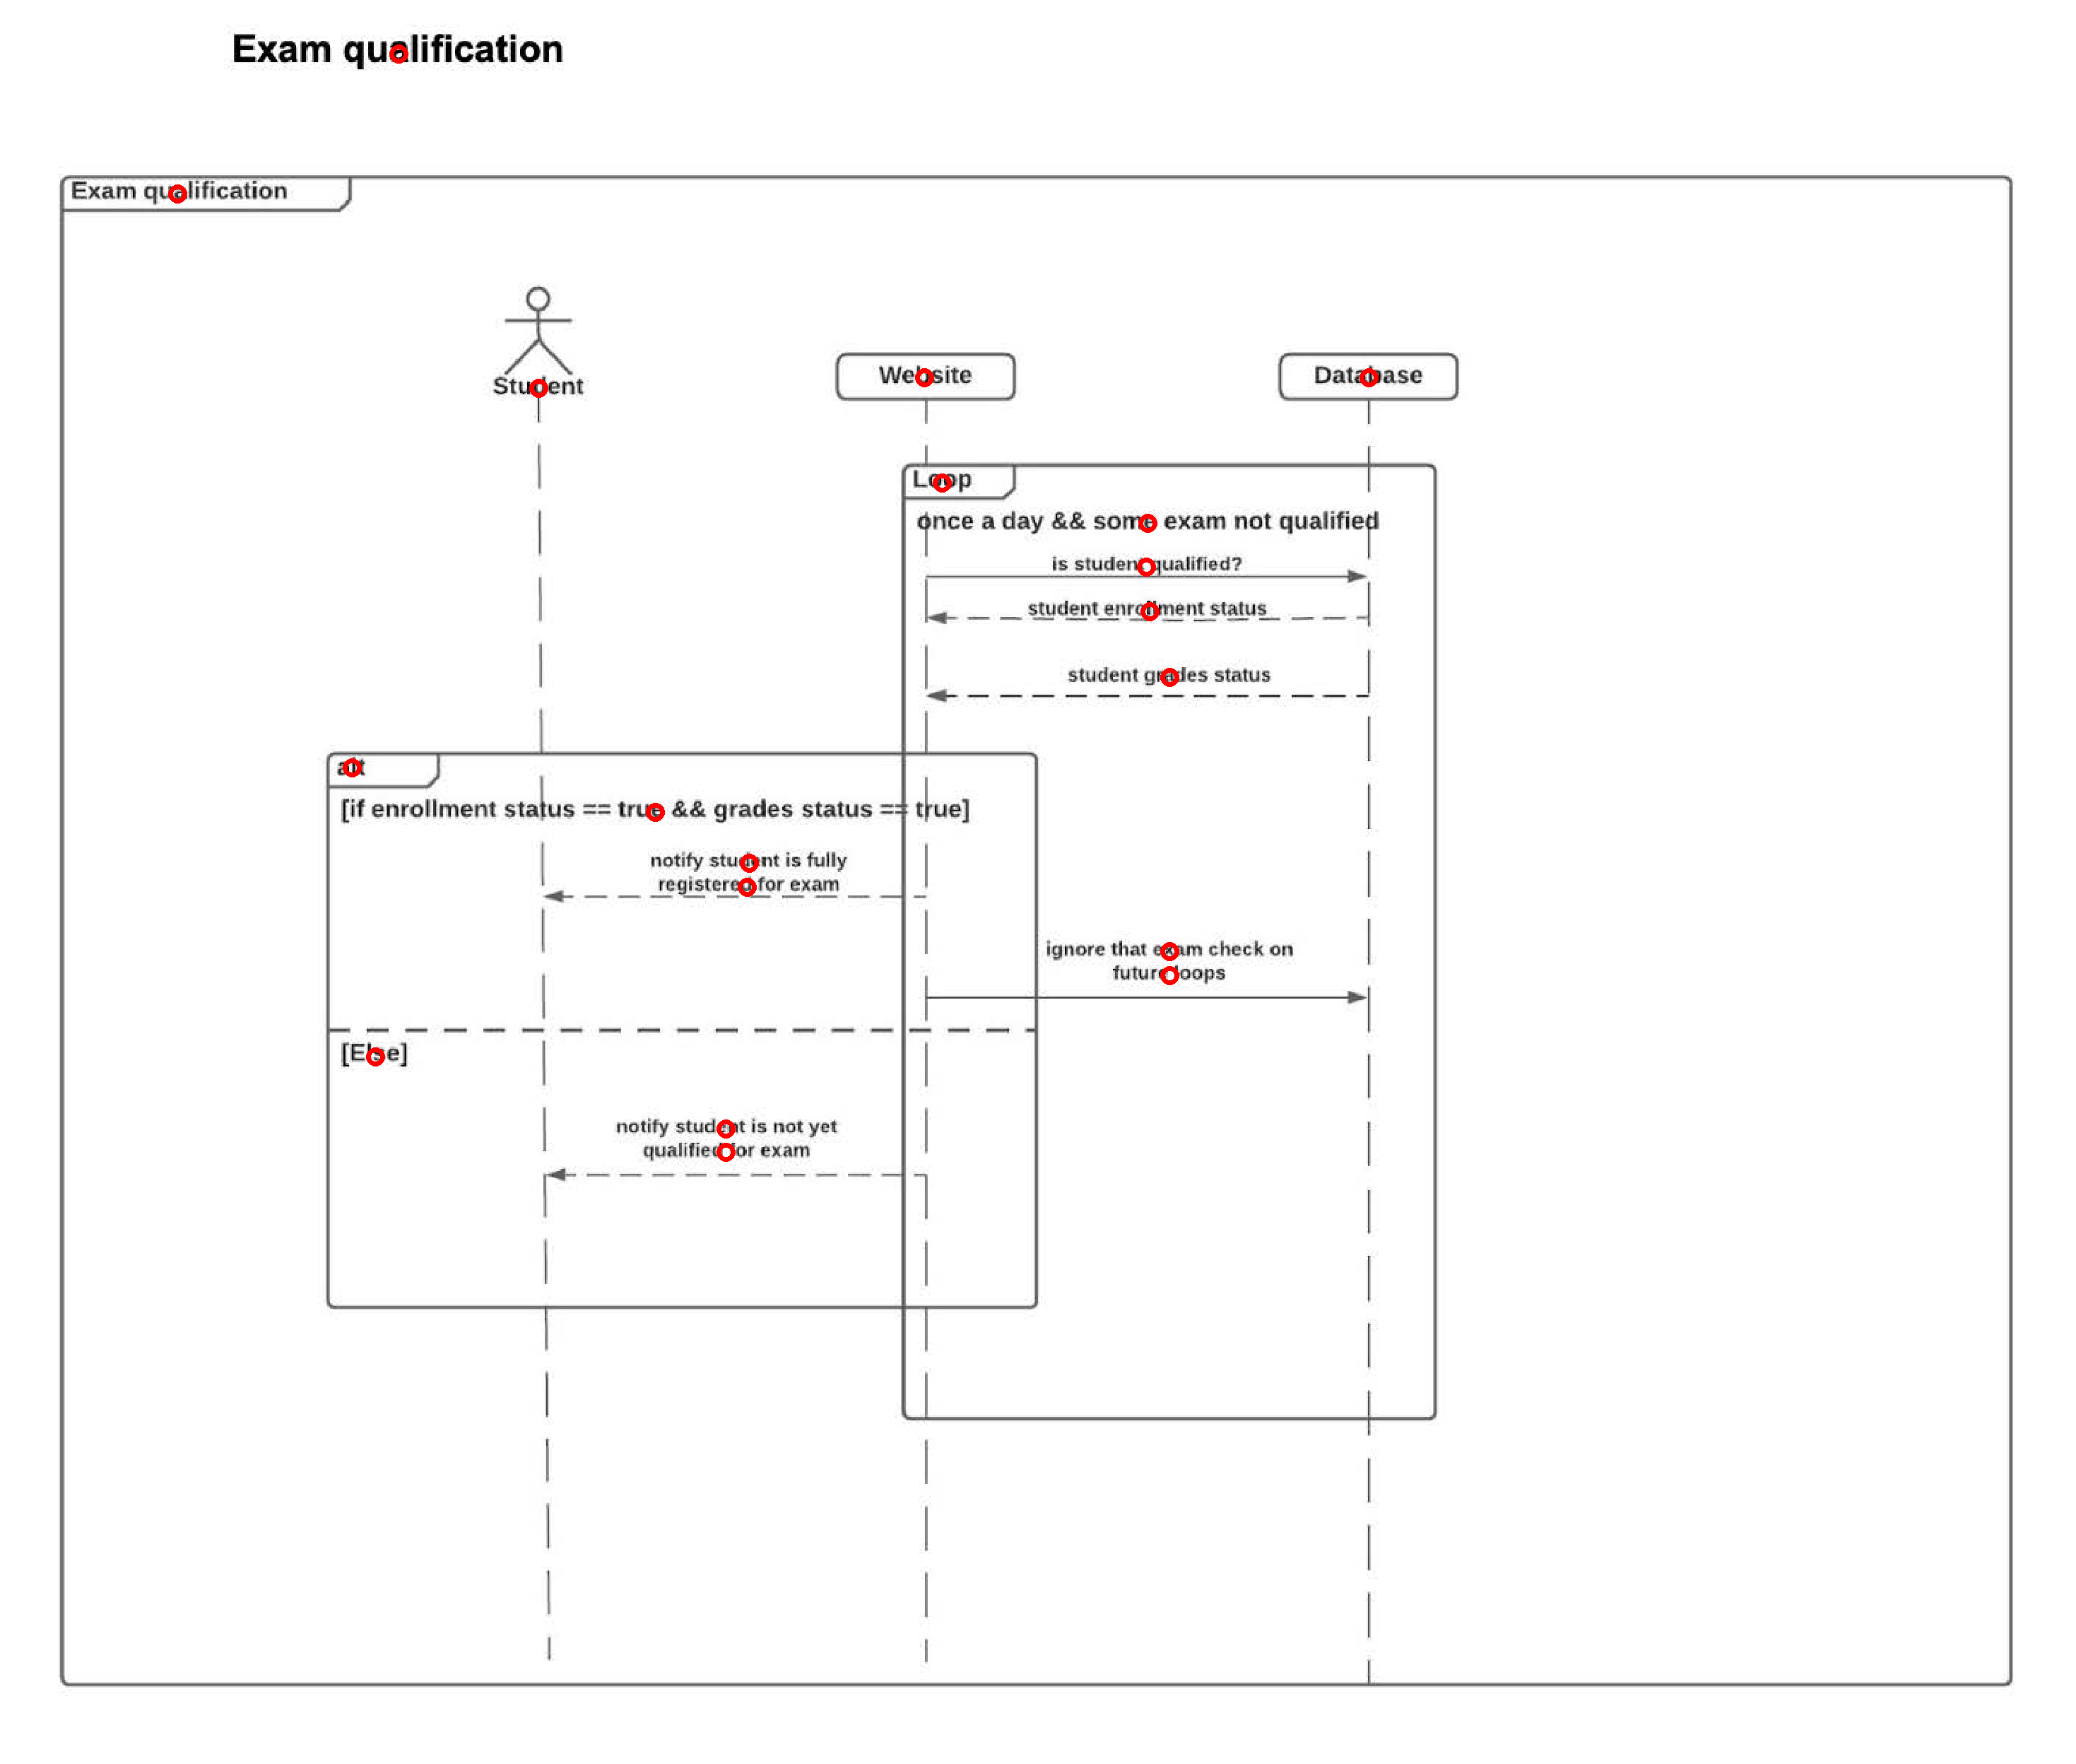 Exam qualification
Exam qualification
Student
Website
Database
Loop
once a day && some exam not qualified
is student qualified?
student enrollment status
student grades status
alt
[if enrollment status == true && grades status == true]
notify student is fully
registered for exam
ignore that exam check on
future loops
[Else]
notify student is not yet
qualified for exam